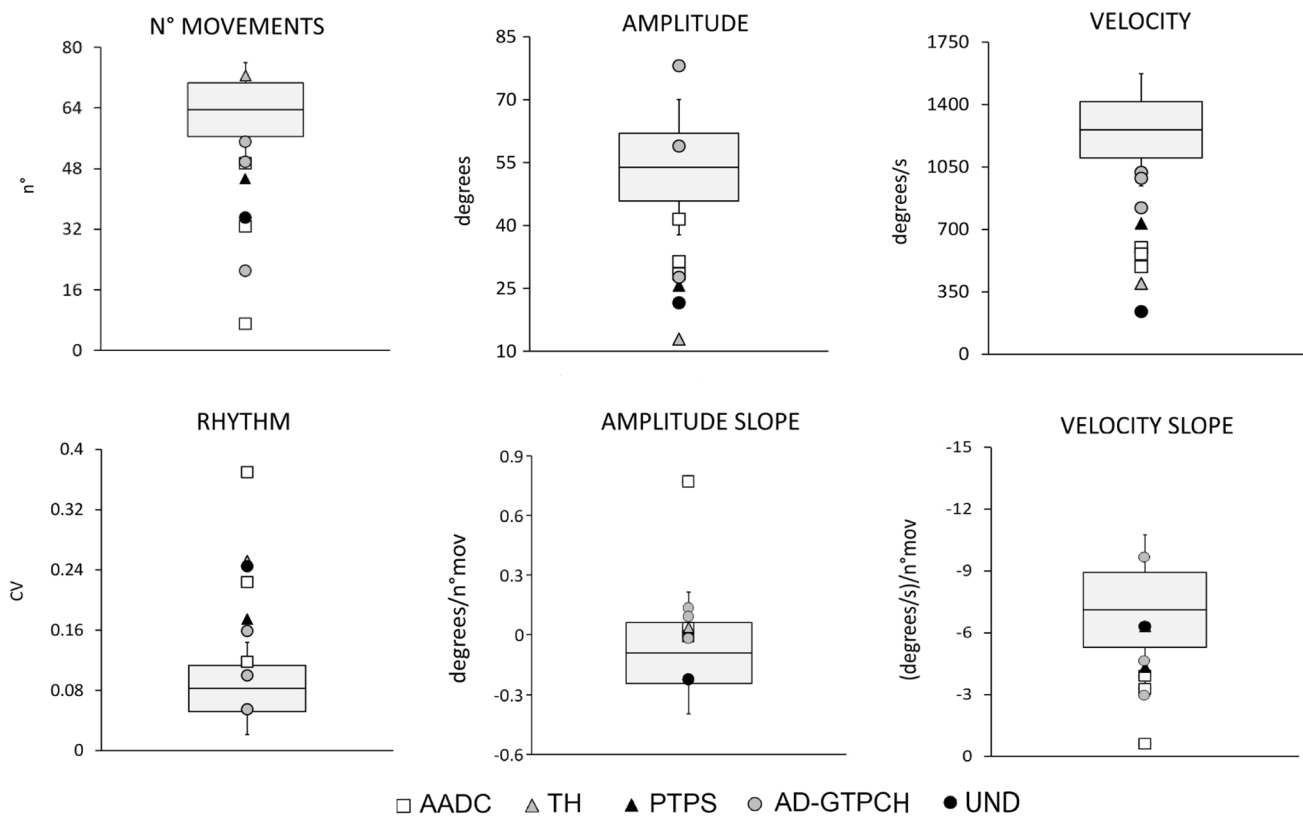 N° MOVEMENTS
80
64
48
32
16
0
n°
AMPLITUDE
85
70
55
40
25
10
degrees
VELOCITY
1750
1400
1050
700
350
0
degrees/s
RHYTHM
0.4
0.32
0.24
0.16
0.08
0
CV
AMPLITUDE SLOPE
0.9
0.6
0.3
0
-0.3
-0.6
degrees/n°mov
VELOCITY SLOPE
-15
-12
-9
-6
-3
0
(degrees/s)/n°mov
AADC TH PTPS AD-GTPCH UND